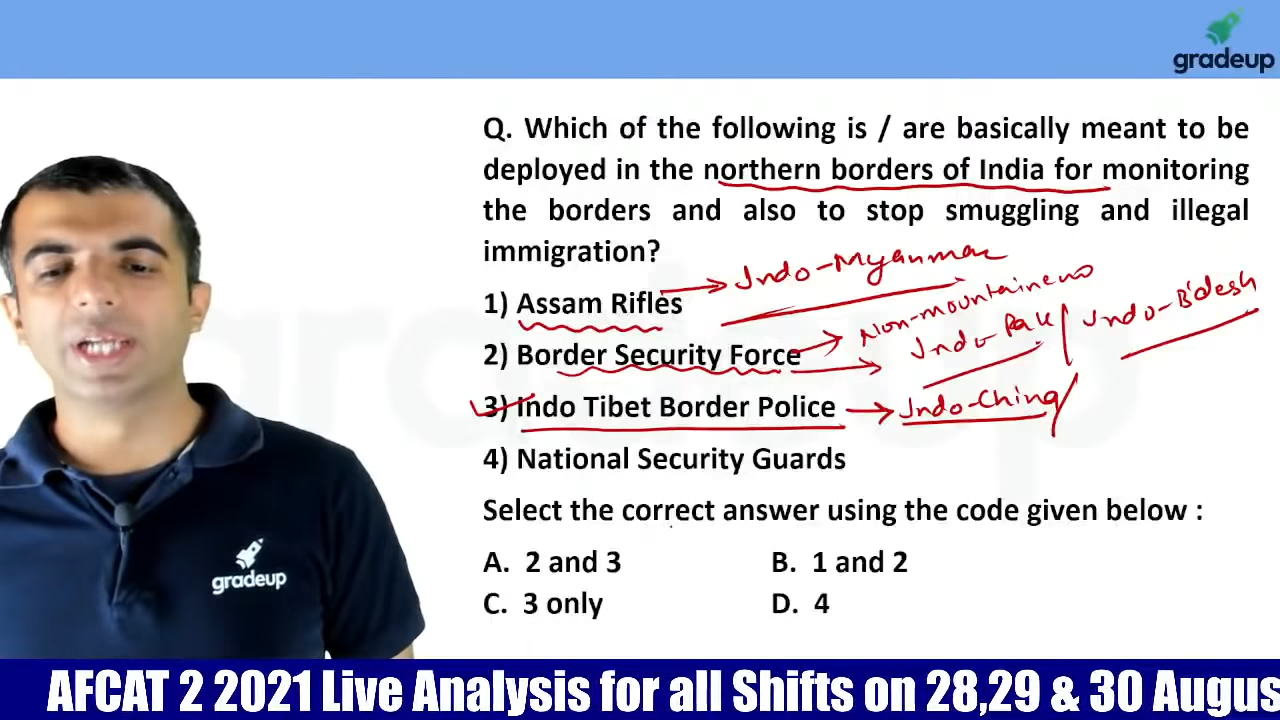 gradeup
Q. Which of the following is / are basically meant to be
deployed in the northern borders of India for monitoring
the borders and also to stop smuggling and illegal
immigration?
Indo-Myanmar
1) Assam Rifles
Non-mountaineous
2) Border Security Force
Indo-Pak / Indo-B'desh
3) Indo Tibet Border Police
Indo-China/
4) National Security Guards
Select the correct answer using the code given below :
A. 2 and 3 B. 1 and 2
C. 3 only D. 4
gradeup
AFCAT 2 2021 Live Analysis for all Shifts on 28,29 & 30 Augus